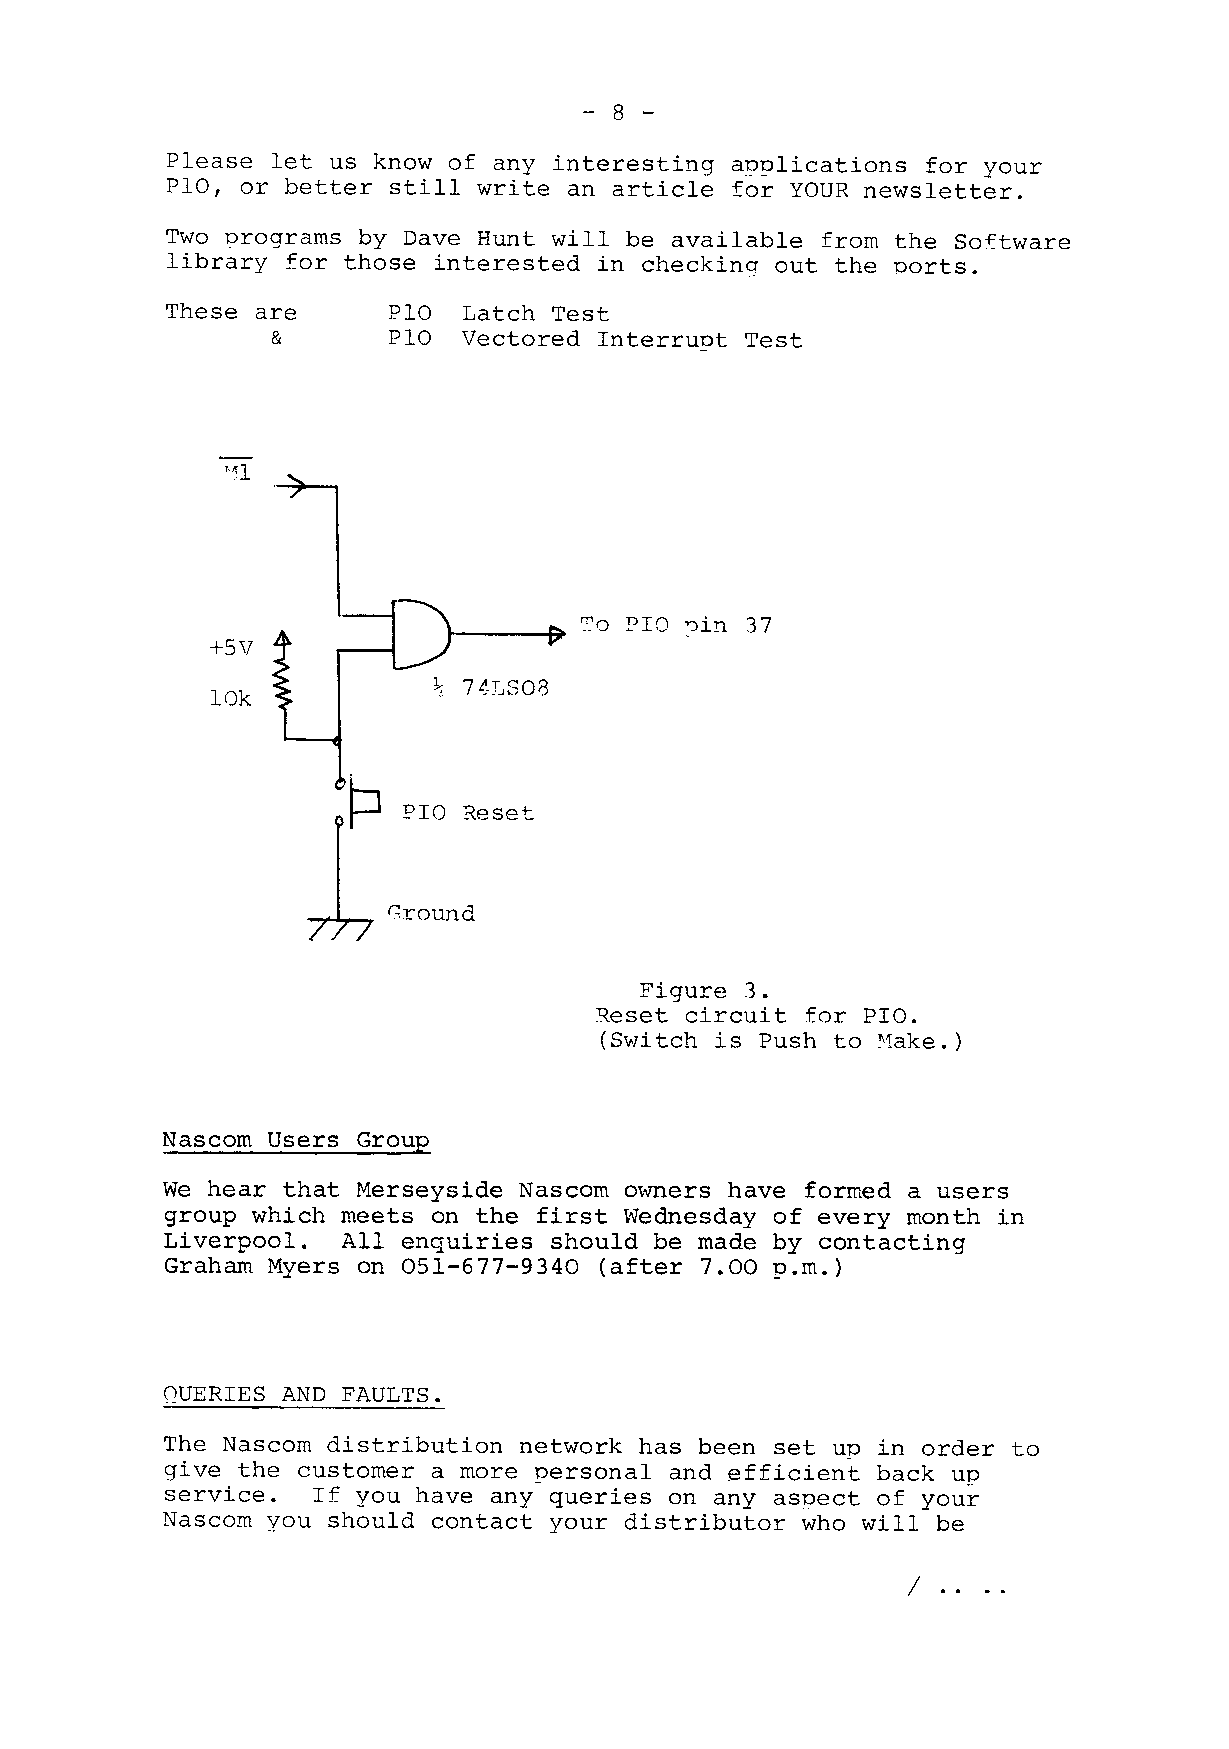 - 8 -
Please let us know of any interesting applications for your
PlO, or better still write an article for YOUR newsletter.
Two programs by Dave Hunt will be available from the Software
library for those interested in checking out the ports.
These are PlO Latch Test
& PlO Vectored Interrupt Test
M1
To PIO pin 37
+5V
¼ 74LS08
10k
PIO Reset
Ground
Figure 3.
Reset circuit for PIO.
(Switch is Push to Make.)
Nascom Users Group
We hear that Merseyside Nascom owners have formed a users
group which meets on the first Wednesday of every month in
Liverpool. All enquiries should be made by contacting
Graham Myers on 051-677-9340 (after 7.00 p.m.)
QUERIES AND FAULTS.
The Nascom distribution network has been set up in order to
give the customer a more personal and efficient back up
service. If you have any queries on any aspect of your
Nascom you should contact your distributor who will be
/ .. ..